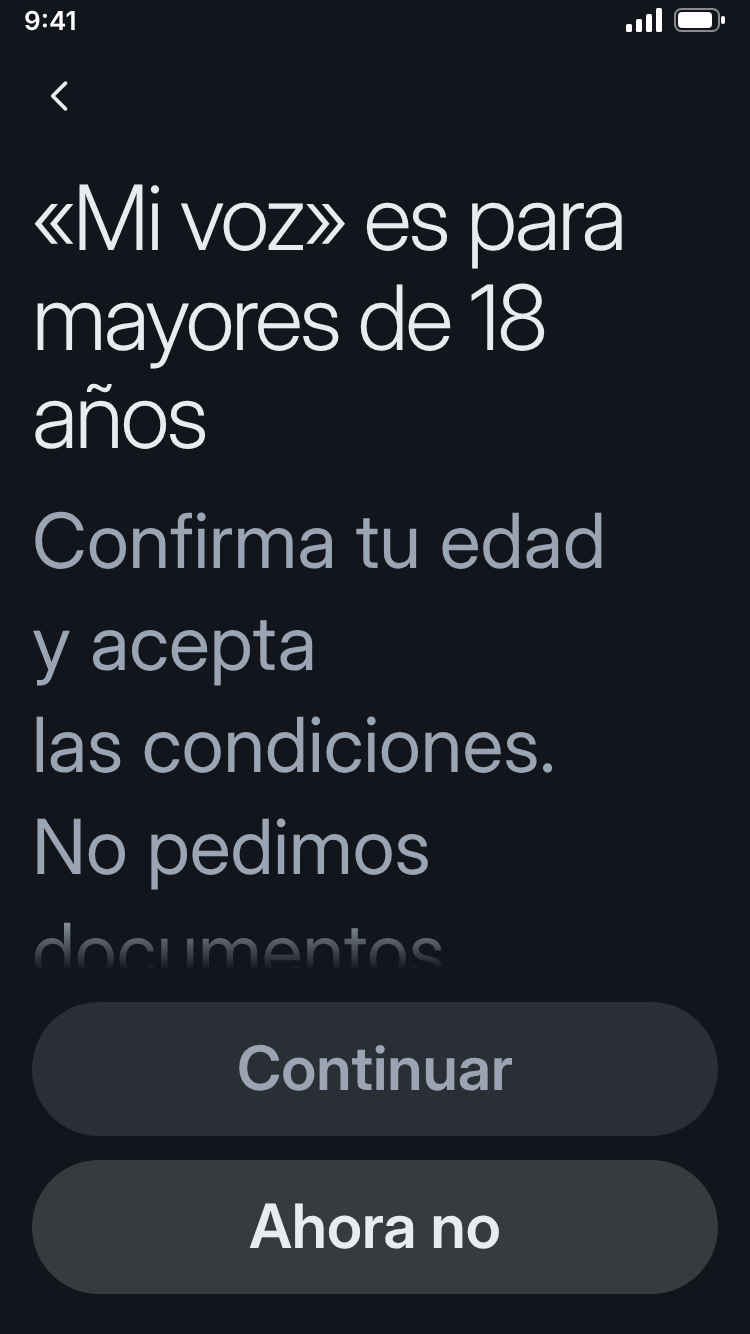 9:41
«Mi voz» es para
mayores de 18
años
Confirma tu edad
y acepta
las condiciones.
No pedimos
documentos
Continuar
Ahora no